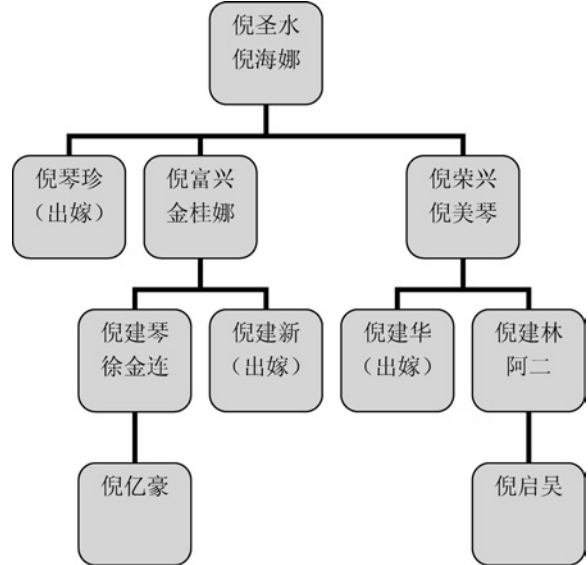 倪圣水
倪海娜
倪琴珍
（出嫁）
倪富兴
金桂娜
倪荣兴
倪美琴
倪建琴
徐金连
倪建新
（出嫁）
倪建华
（出嫁）
倪建林
阿二
倪亿豪
倪启吴